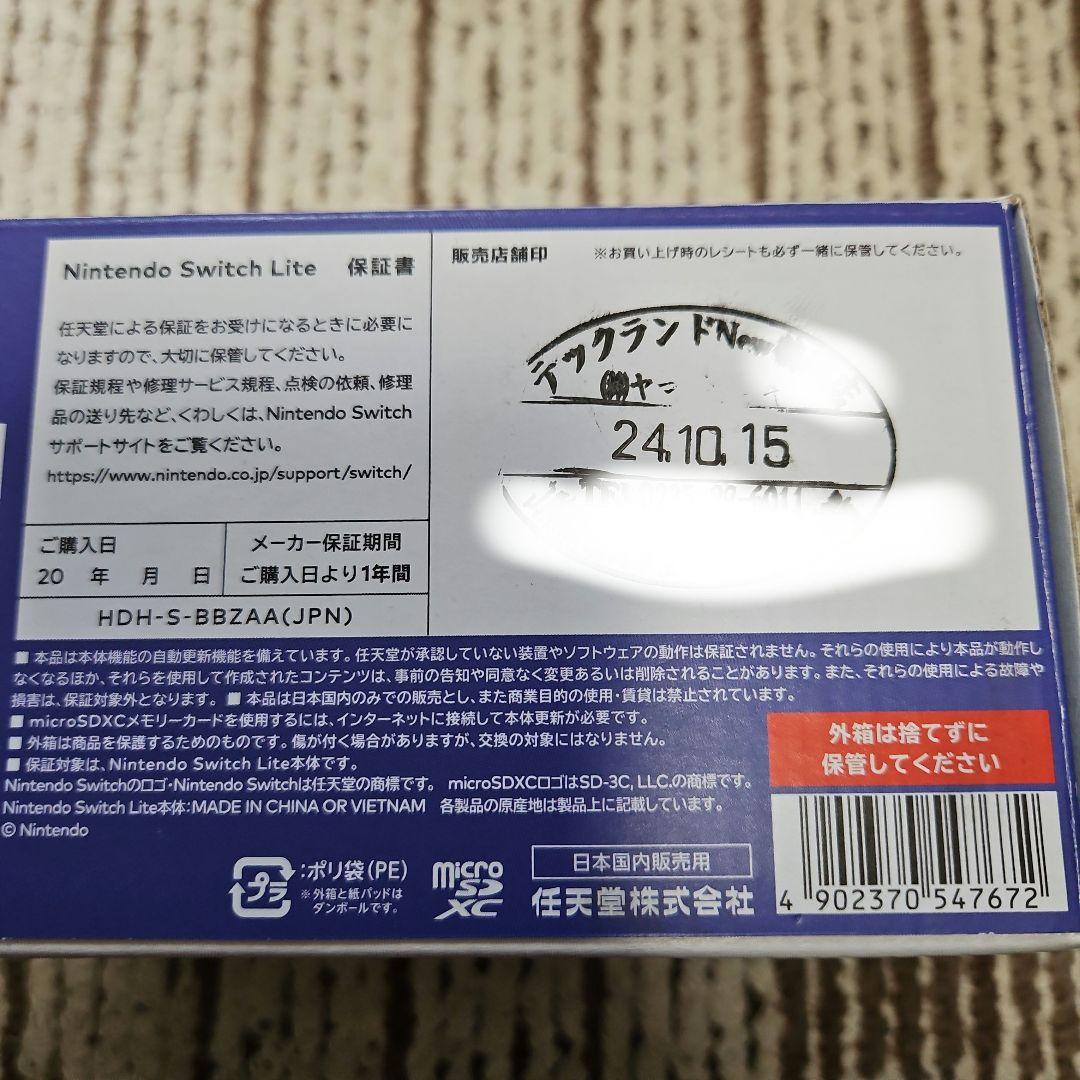 Nintendo Switch Lite 保証書
任天堂による保証をお受けになるときに必要に
なりますので、大切に保管してください。
保証規程や修理サービス規程、点検の依頼、修理
品の送り先など、くわしくは、Nintendo Switch
サポートサイトをご覧ください。
https://www.nintendo.co.jp/support/switch/
ご購入日
20 年 月 日
メーカー保証期間
ご購入日より1年間
HDH-S-BBZAA(JPN)
販売店舗印
※お買い上げ時のレシートも必ず一緒に保管してください。
テックランドNew
㈱ヤ
24.10.15
■ 本品は本体機能の自動更新機能を備えています。任天堂が承認していない装置やソフトウェアの動作は保証されません。それらの使用により本品が動作し
なくなるほか、それらを使用して作成されたコンテンツは、事前の告知や同意なく変更あるいは削除されることがあります。また、それらの使用による故障や
損害は、保証対象外となります。 ■ 本品は日本国内のみでの販売とし、また商業目的の使用・賃貸は禁止されています。
■ microSDXCメモリーカードを使用するには、インターネットに接続して本体更新が必要です。
■ 外箱は商品を保護するためのものです。傷が付く場合がありますが、交換の対象にはなりません。
■ 保証対象は、Nintendo Switch Lite本体です。
Nintendo Switchのロゴ・Nintendo Switchは任天堂の商標です。 microSDXCロゴはSD-3C, LLC.の商標です。
Nintendo Switch Lite本体：MADE IN CHINA OR VIETNAM 各製品の原産地は製品上に記載しています。
© Nintendo
外箱は捨てずに
保管してください
プラ
：ポリ袋(PE)
※外箱と紙パッドは
ダンボールです。
micro
SD
XC
日本国内販売用
任天堂株式会社
4 902370 547672